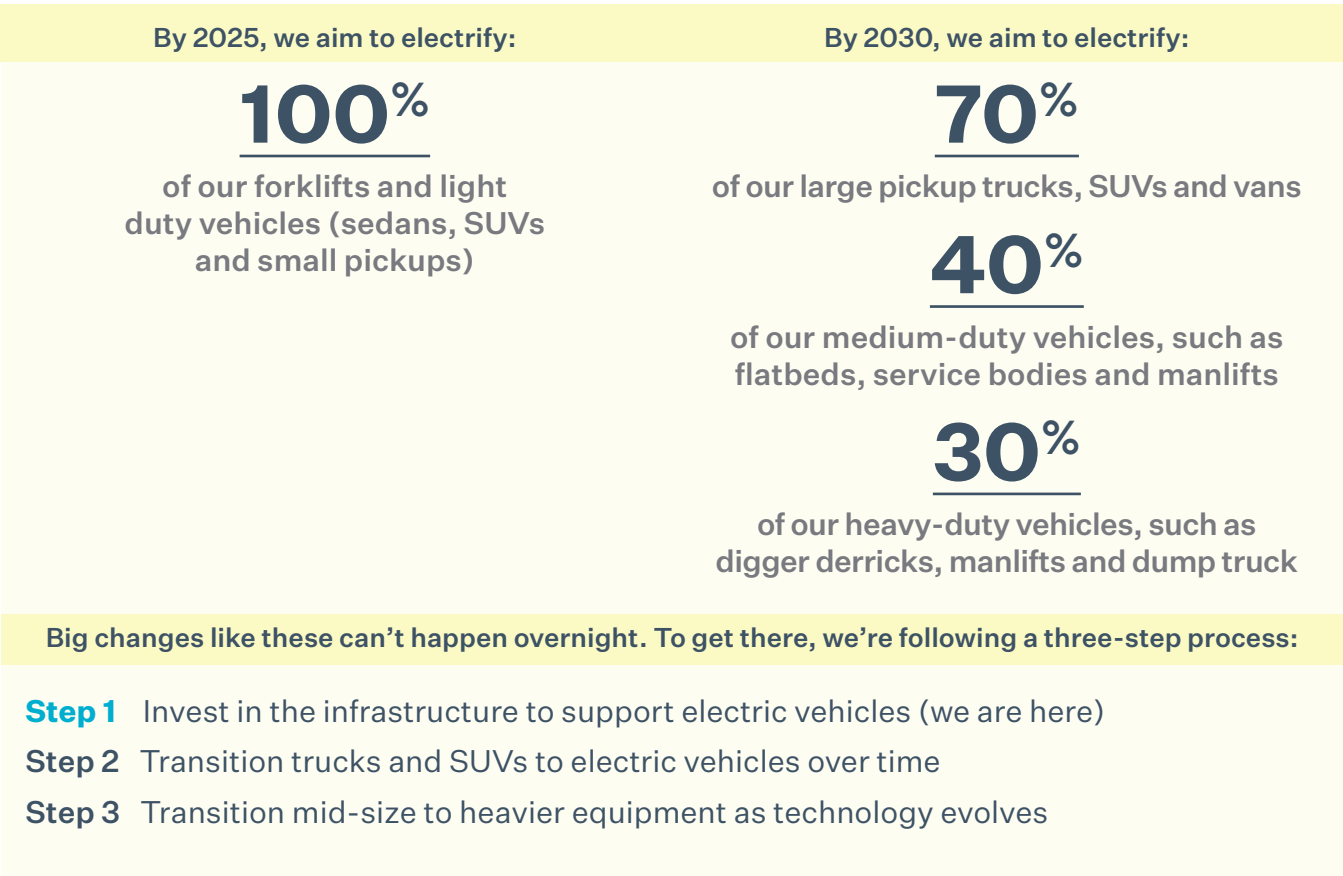 By 2025, we aim to electrify:
100%
of our forklifts and light
duty vehicles (sedans, SUVs
and small pickups)
By 2030, we aim to electrify:
70%
of our large pickup trucks, SUVs and vans
40%
of our medium-duty vehicles, such as
flatbeds, service bodies and manlifts
30%
of our heavy-duty vehicles, such as
digger derricks, manlifts and dump truck
Big changes like these can’t happen overnight. To get there, we’re following a three-step process:
Step 1 Invest in the infrastructure to support electric vehicles (we are here)
Step 2 Transition trucks and SUVs to electric vehicles over time
Step 3 Transition mid-size to heavier equipment as technology evolves